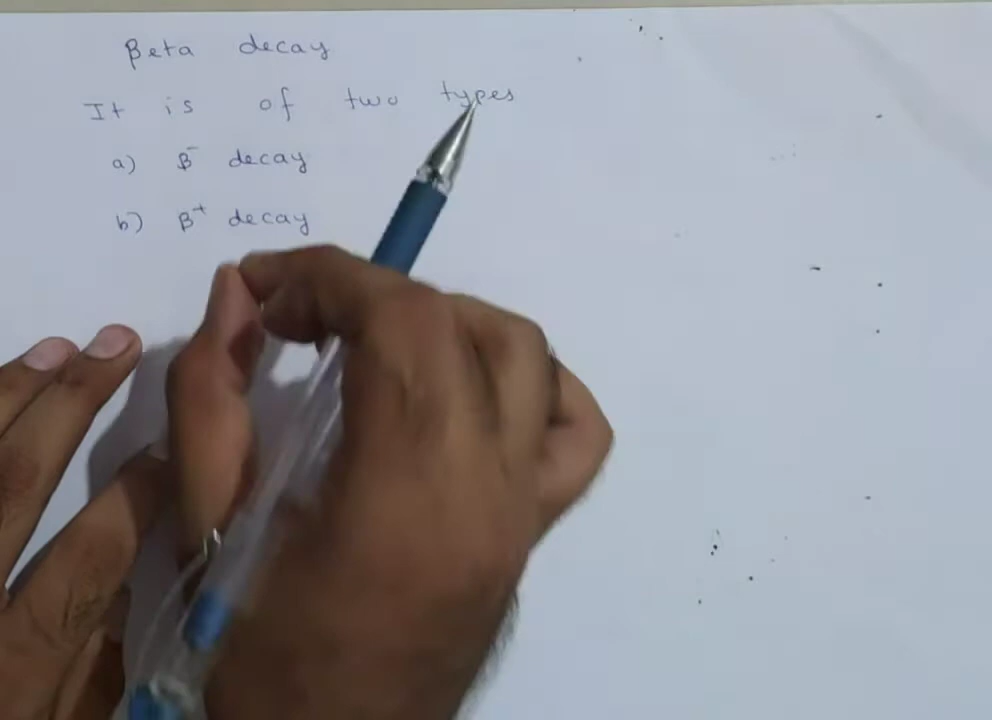 Beta decay
It is of two types
a) β⁻ decay
b) β⁺ decay